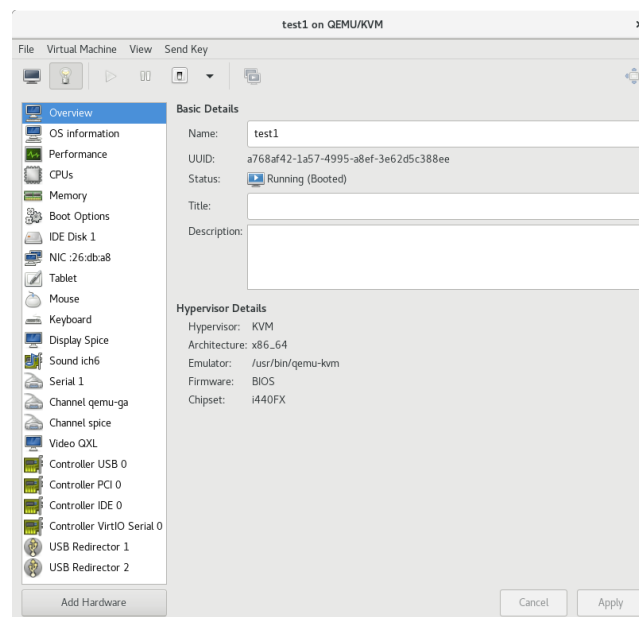 test1 on QEMU/KVM
File Virtual Machine View Send Key
Overview
OS information
Performance
CPUs
Memory
Boot Options
IDE Disk 1
NIC :26:db:a8
Tablet
Mouse
Keyboard
Display Spice
Sound ich6
Serial 1
Channel qemu-ga
Channel spice
Video QXL
Controller USB 0
Controller PCI 0
Controller IDE 0
Controller VirtIO Serial 0
USB Redirector 1
USB Redirector 2
Add Hardware
Basic Details
Name: test1
UUID: a768af42-1a57-4995-a8ef-3e62d5c388ee
Status: Running (Booted)
Title:
Description:
Hypervisor Details
Hypervisor: KVM
Architecture: x86_64
Emulator: /usr/bin/qemu-kvm
Firmware: BIOS
Chipset: i440FX
Cancel Apply